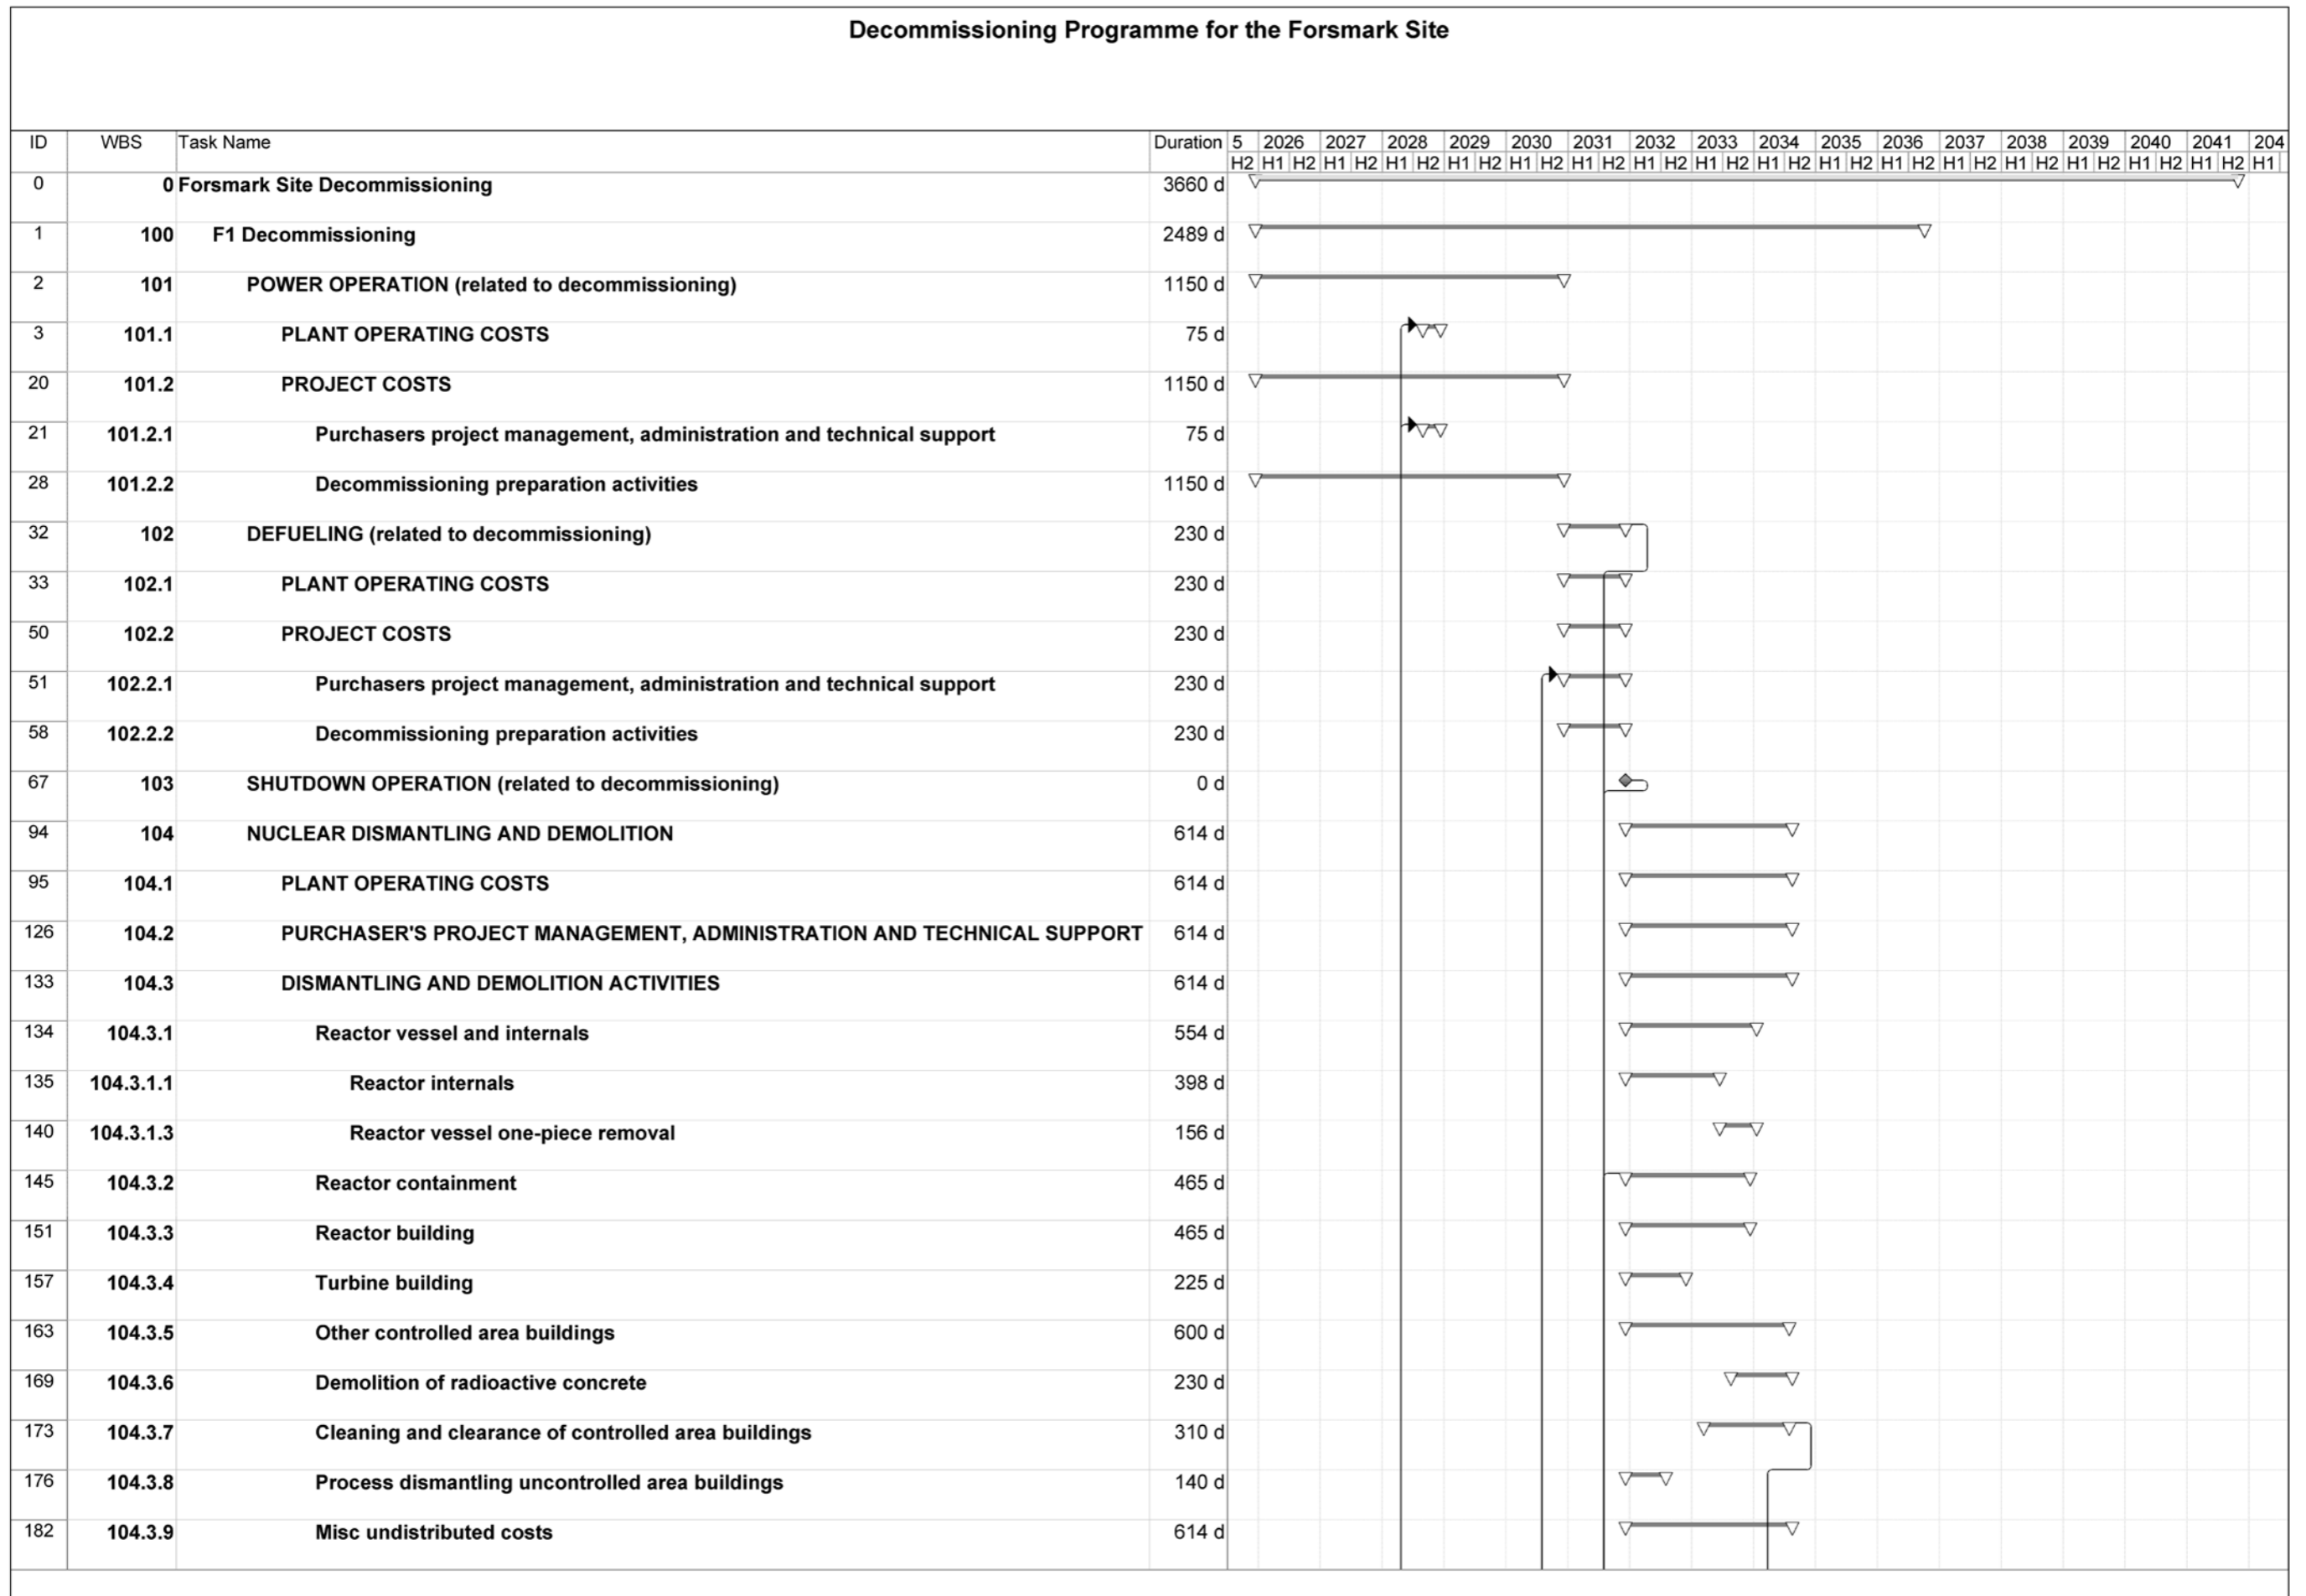 Decommissioning Programme for the Forsmark Site
ID WBS Task Name Duration 5 2026 2027 2028 2029 2030 2031 2032 2033 2034 2035 2036 2037 2038 2039 2040 2041 204
H2 H1 H2 H1 H2 H1 H2 H1 H2 H1 H2 H1 H2 H1 H2 H1 H2 H1 H2 H1 H2 H1 H2 H1 H2 H1 H2 H1 H2 H1 H2 H1 H2 H1
0 0 Forsmark Site Decommissioning 3660 d
1 100 F1 Decommissioning 2489 d
2 101 POWER OPERATION (related to decommissioning) 1150 d
3 101.1 PLANT OPERATING COSTS 75 d
20 101.2 PROJECT COSTS 1150 d
21 101.2.1 Purchasers project management, administration and technical support 75 d
28 101.2.2 Decommissioning preparation activities 1150 d
32 102 DEFUELING (related to decommissioning) 230 d
33 102.1 PLANT OPERATING COSTS 230 d
50 102.2 PROJECT COSTS 230 d
51 102.2.1 Purchasers project management, administration and technical support 230 d
58 102.2.2 Decommissioning preparation activities 230 d
67 103 SHUTDOWN OPERATION (related to decommissioning) 0 d
94 104 NUCLEAR DISMANTLING AND DEMOLITION 614 d
95 104.1 PLANT OPERATING COSTS 614 d
126 104.2 PURCHASER'S PROJECT MANAGEMENT, ADMINISTRATION AND TECHNICAL SUPPORT 614 d
133 104.3 DISMANTLING AND DEMOLITION ACTIVITIES 614 d
134 104.3.1 Reactor vessel and internals 554 d
135 104.3.1.1 Reactor internals 398 d
140 104.3.1.3 Reactor vessel one-piece removal 156 d
145 104.3.2 Reactor containment 465 d
151 104.3.3 Reactor building 465 d
157 104.3.4 Turbine building 225 d
163 104.3.5 Other controlled area buildings 600 d
169 104.3.6 Demolition of radioactive concrete 230 d
173 104.3.7 Cleaning and clearance of controlled area buildings 310 d
176 104.3.8 Process dismantling uncontrolled area buildings 140 d
182 104.3.9 Misc undistributed costs 614 d